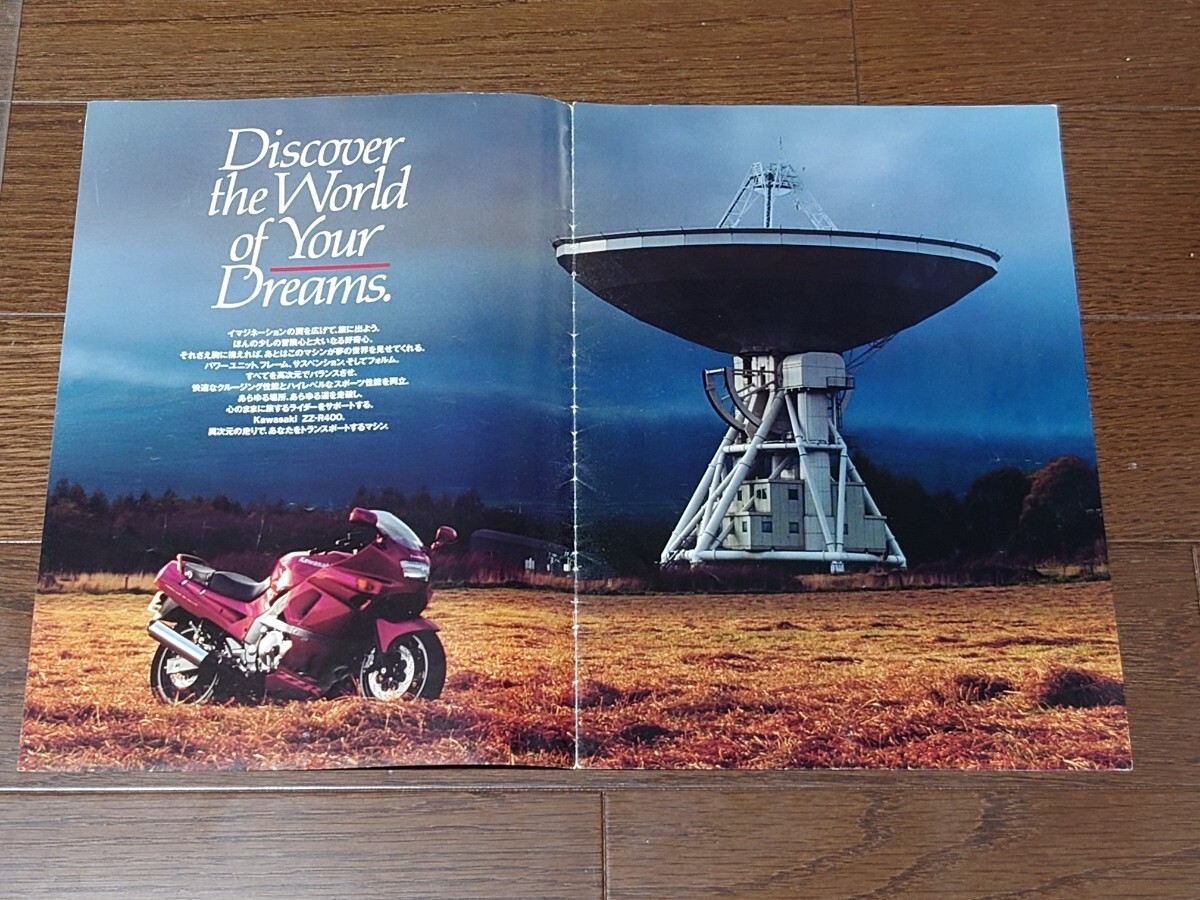 Discover
the World
of Your
Dreams.
イマジネーションの翼を広げて、旅に出よう。
ほんの少しの冒険心と大いなる好奇心。
それさえ胸に携えれば、あとはこのマシンが夢の世界を見せてくれる。
パワーユニット、フレーム、サスペンション、そしてフォルム。
すべてを高次元でバランスさせ、
快適なクルージング性能とハイレベルなスポーツ性能を両立。
あらゆる場所、あらゆる道を走破し、
心のままに旅するライダーをサポートする。
Kawasaki ZZ-R400.
異次元の走りで、あなたをトランスポートするマシン。
Kawasaki